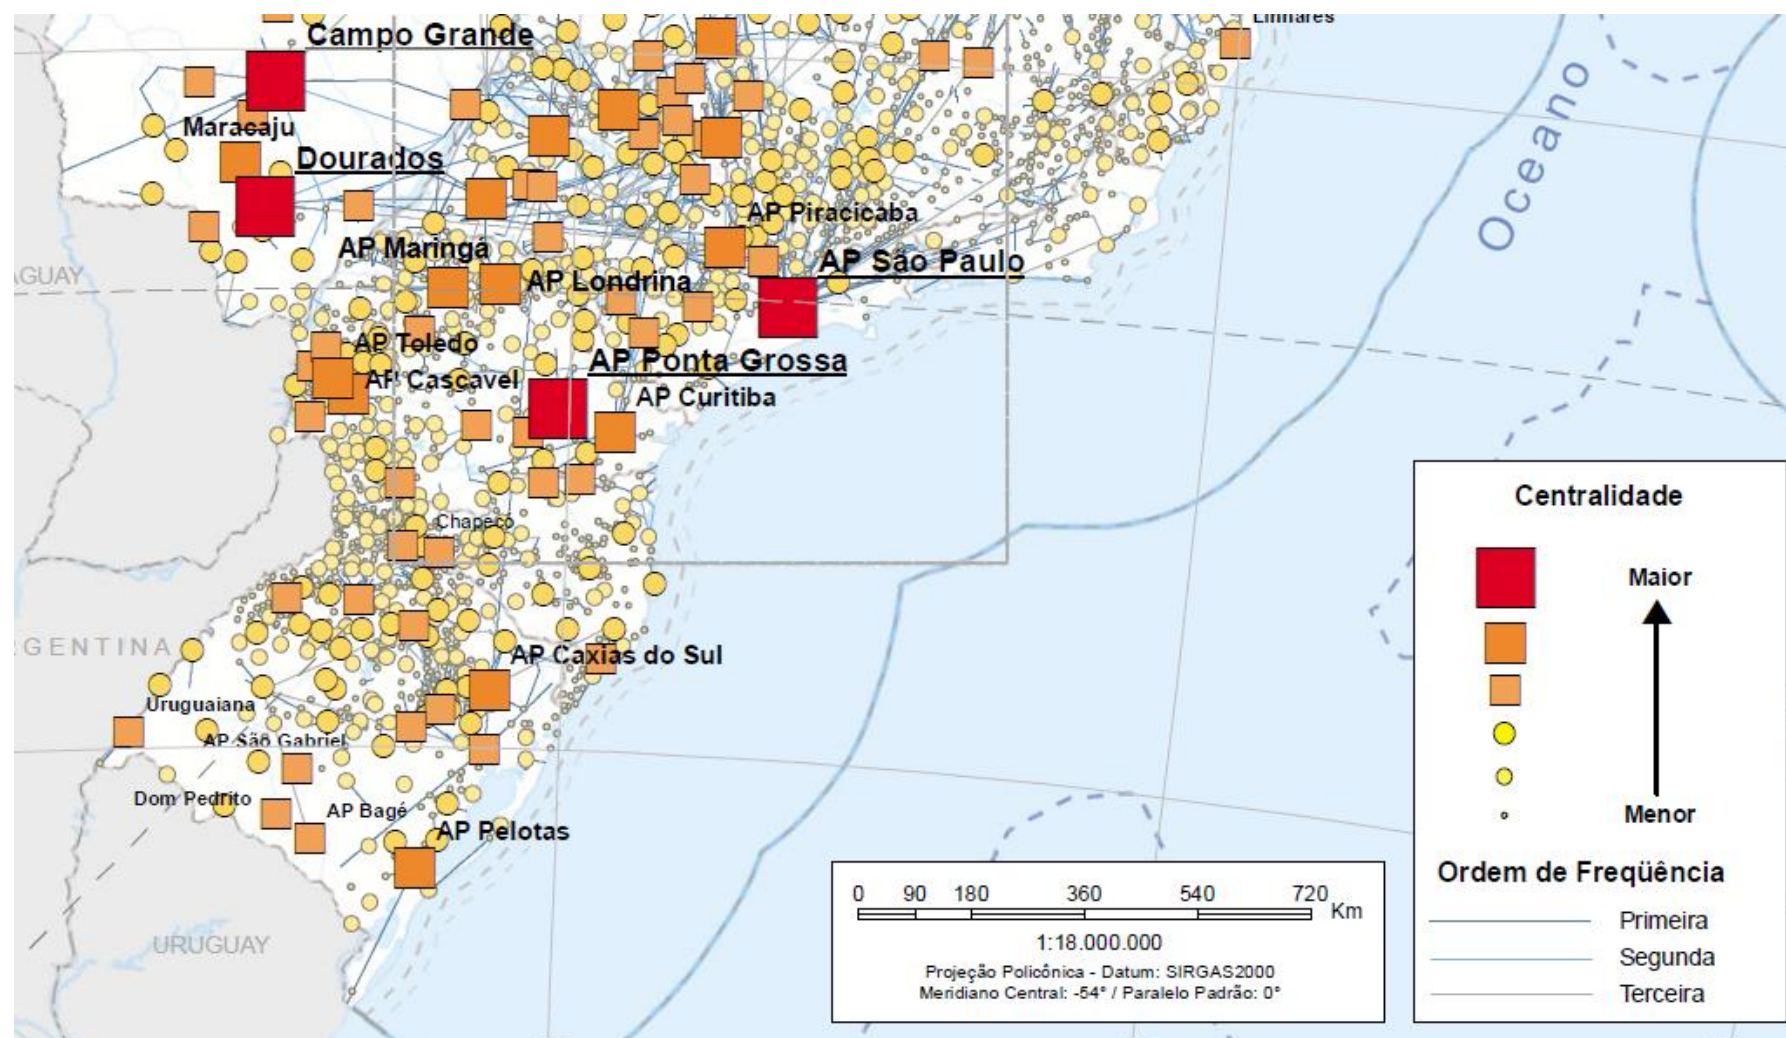 Linhares
Campo Grande
Maracaju
Dourados
AP Piracicaba
AP Maringá
AP São Paulo
AGUAY
AP Londrina
AP Toledo
AP Ponta Grossa
AP Cascavel
AP Curitiba
Oceano
Chapecó
RGENTINA
AP Caxias do Sul
Uruguaiana
AP São Gabriel
Dom Pedrito
AP Bagé
AP Pelotas
URUGUAY
Centralidade
Maior
Menor
Ordem de Freqüência
Primeira
Segunda
Terceira
0 90 180 360 540 720 Km
1:18.000.000
Projeção Policônica - Datum: SIRGAS2000
Meridiano Central: -54° / Paralelo Padrão: 0°